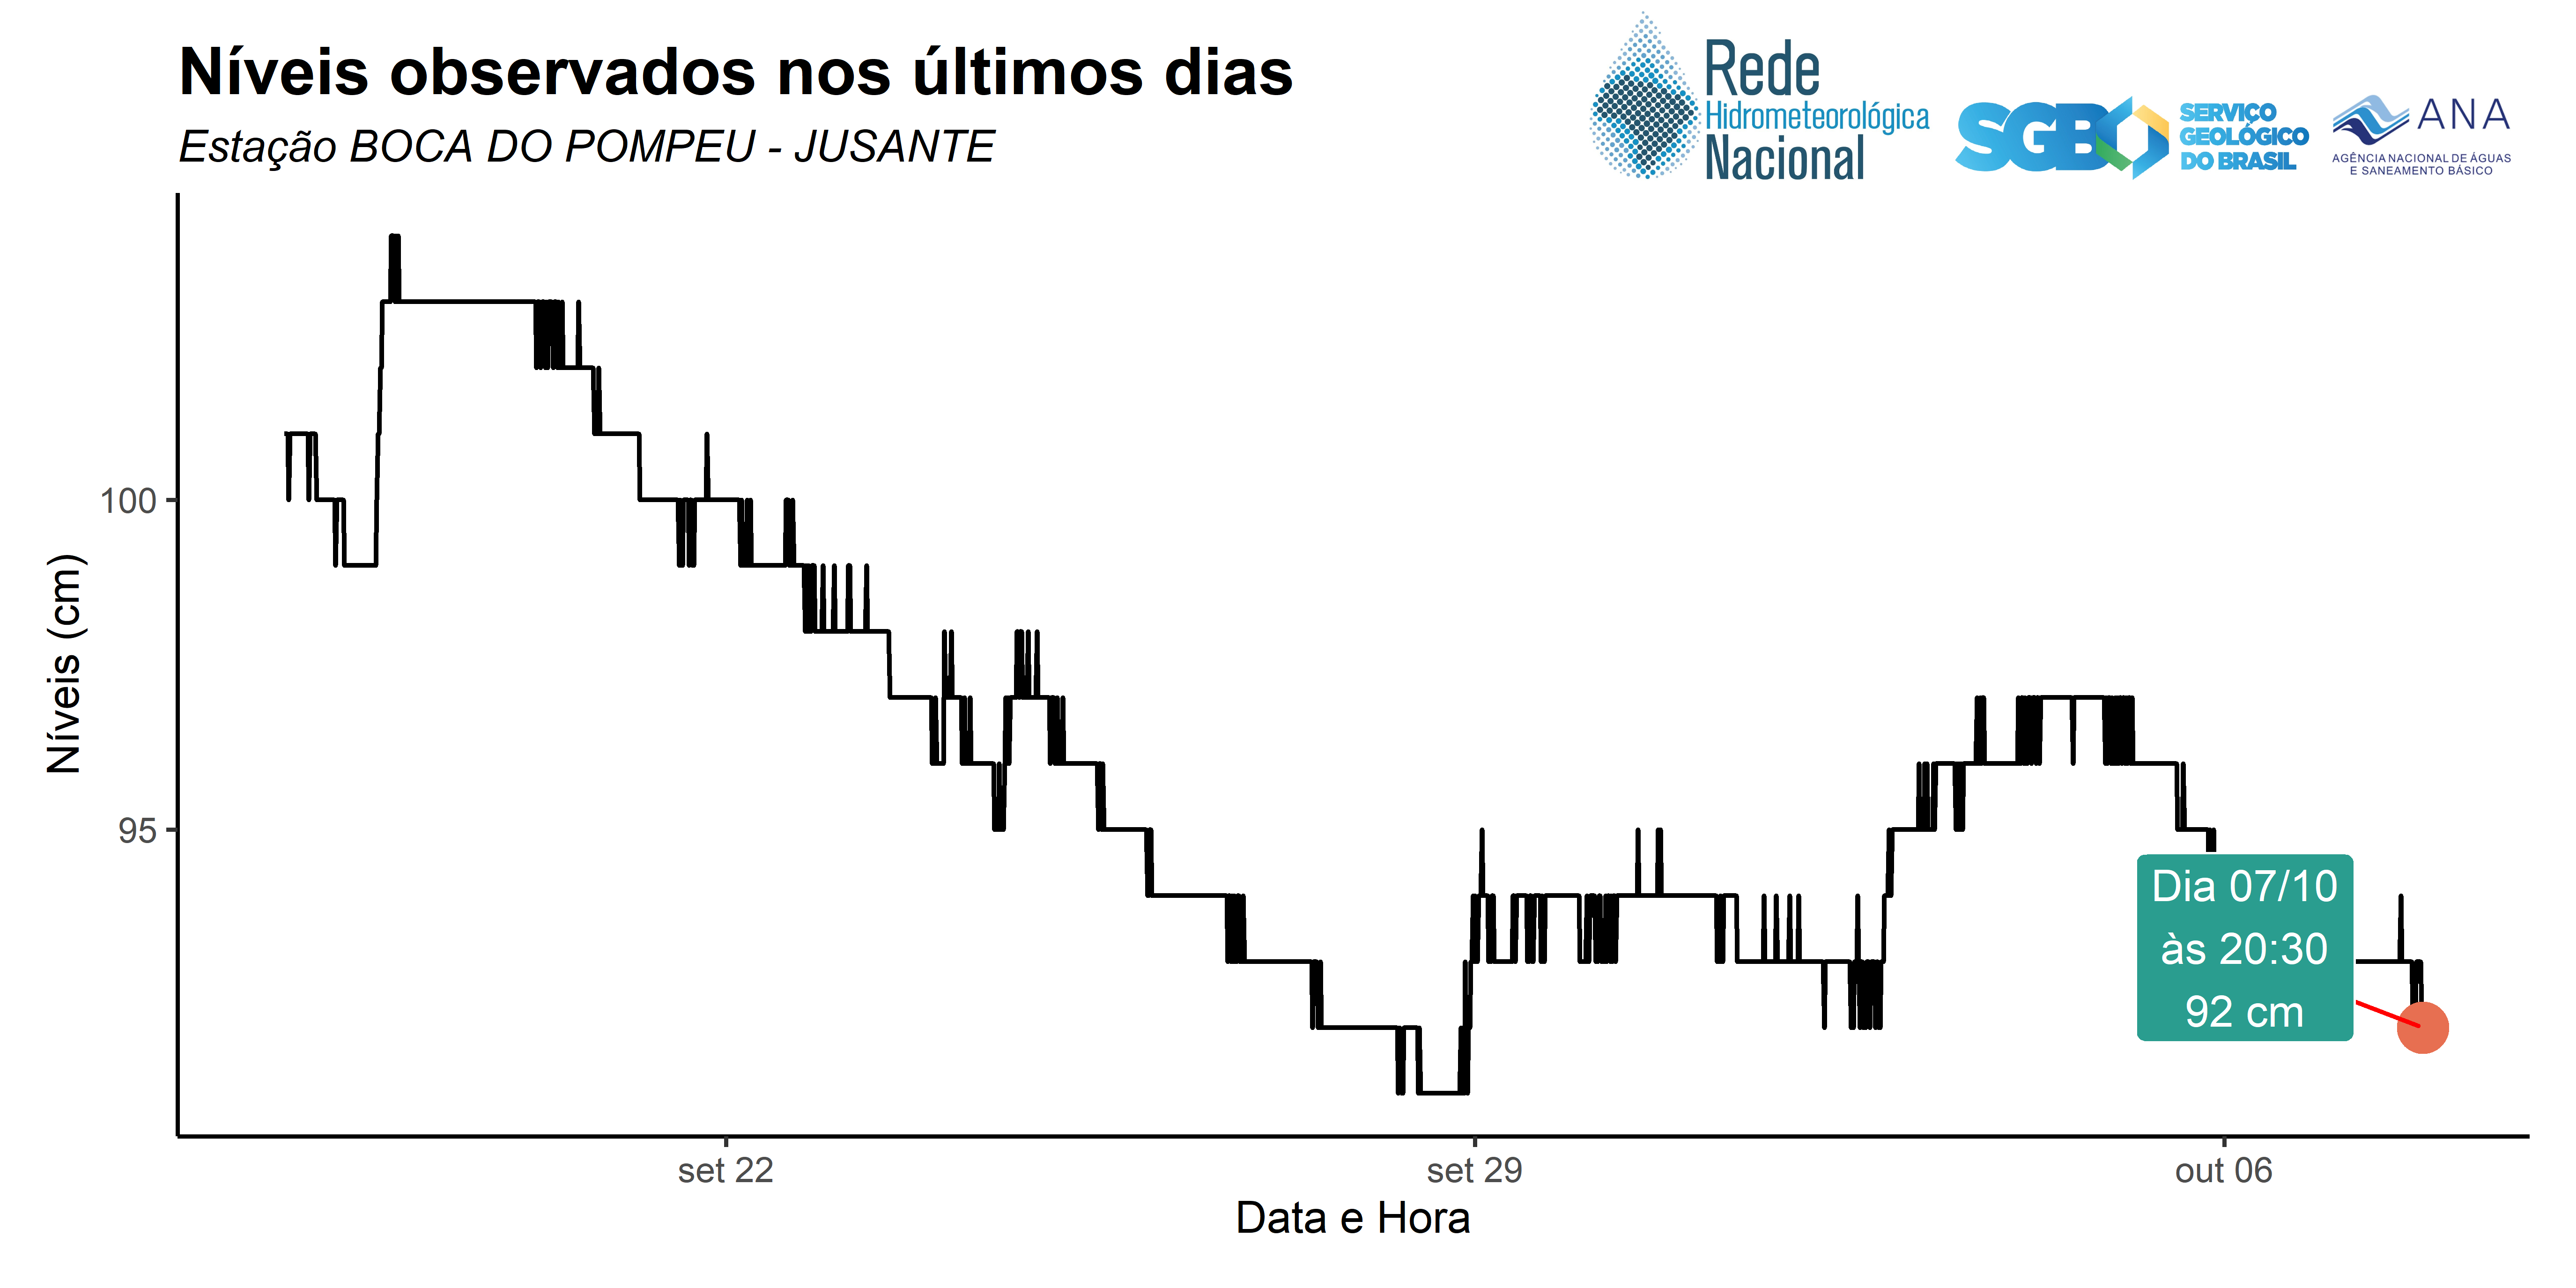 Níveis observados nos últimos dias
Estação BOCA DO POMPEU - JUSANTE
Rede
Hidrometeorológica
Nacional
SGB
SERVIÇO
GEOLÓGICO
DO BRASIL
ANA
AGÊNCIA NACIONAL DE ÁGUAS
E SANEAMENTO BÁSICO
Níveis (cm)
100
95
Dia 07/10
às 20:30
92 cm
set 22
set 29
out 06
Data e Hora